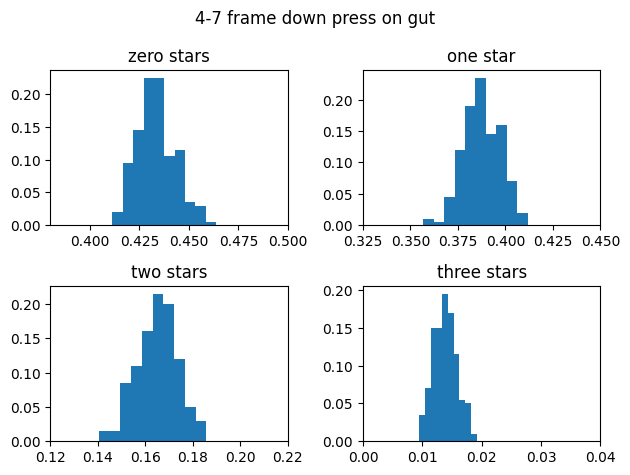 4-7 frame down press on gut
zero stars
one star
0.20
0.15
0.10
0.05
0.00
0.400 0.425 0.450 0.475 0.500
0.20
0.15
0.10
0.05
0.00
0.325 0.350 0.375 0.400 0.425 0.450
two stars
three stars
0.20
0.15
0.10
0.05
0.00
0.12 0.14 0.16 0.18 0.20 0.22
0.20
0.15
0.10
0.05
0.00
0.00 0.01 0.02 0.03 0.04